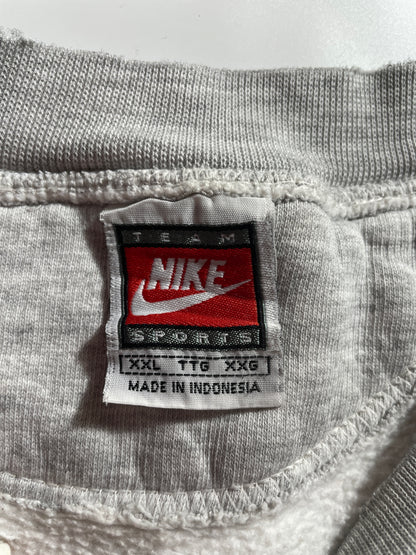 TEAM
NIKE
SPORTS
XXL TTG XXG
MADE IN INDONESIA